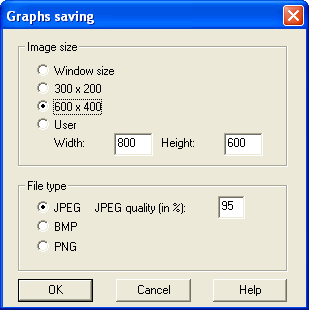 Graphs saving
Image size
Window size
300 x 200
600 x 400
User
Width: 800 Height: 600
File type
JPEG JPEG quality (in %): 95
BMP
PNG
OK Cancel Help